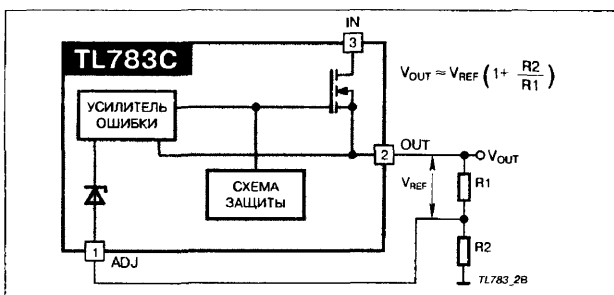 IN
3
TL783C
V_OUT ≈ V_REF (1+ R2/R1)
УСИЛИТЕЛЬ
ОШИБКИ
2
OUT
V_OUT
V_REF
R1
СХЕМА
ЗАЩИТЫ
1
ADJ
R2
TL783_2B